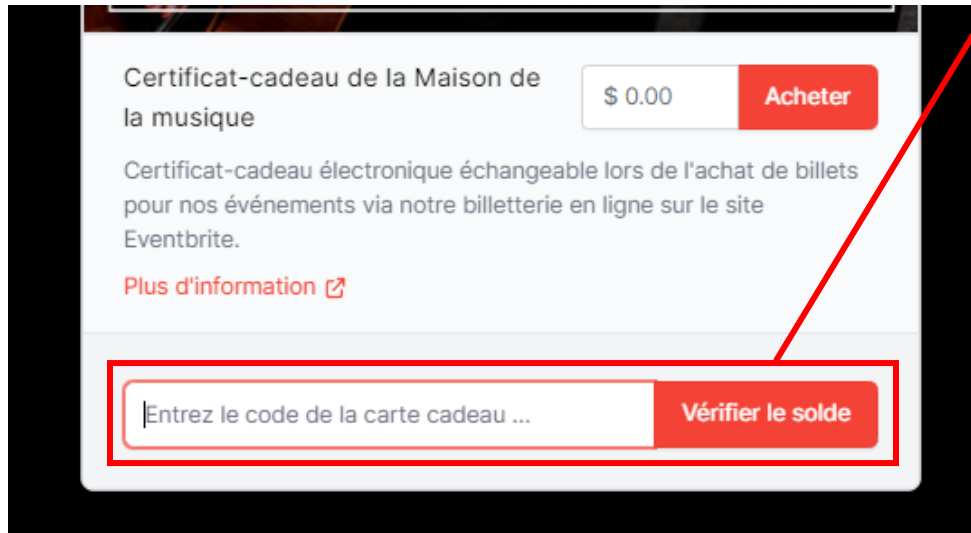 Certificat-cadeau de la Maison de
la musique
$ 0.00
Acheter
Certificat-cadeau électronique échangeable lors de l'achat de billets
pour nos événements via notre billetterie en ligne sur le site
Eventbrite.
Plus d'information
Entrez le code de la carte cadeau ...
Vérifier le solde